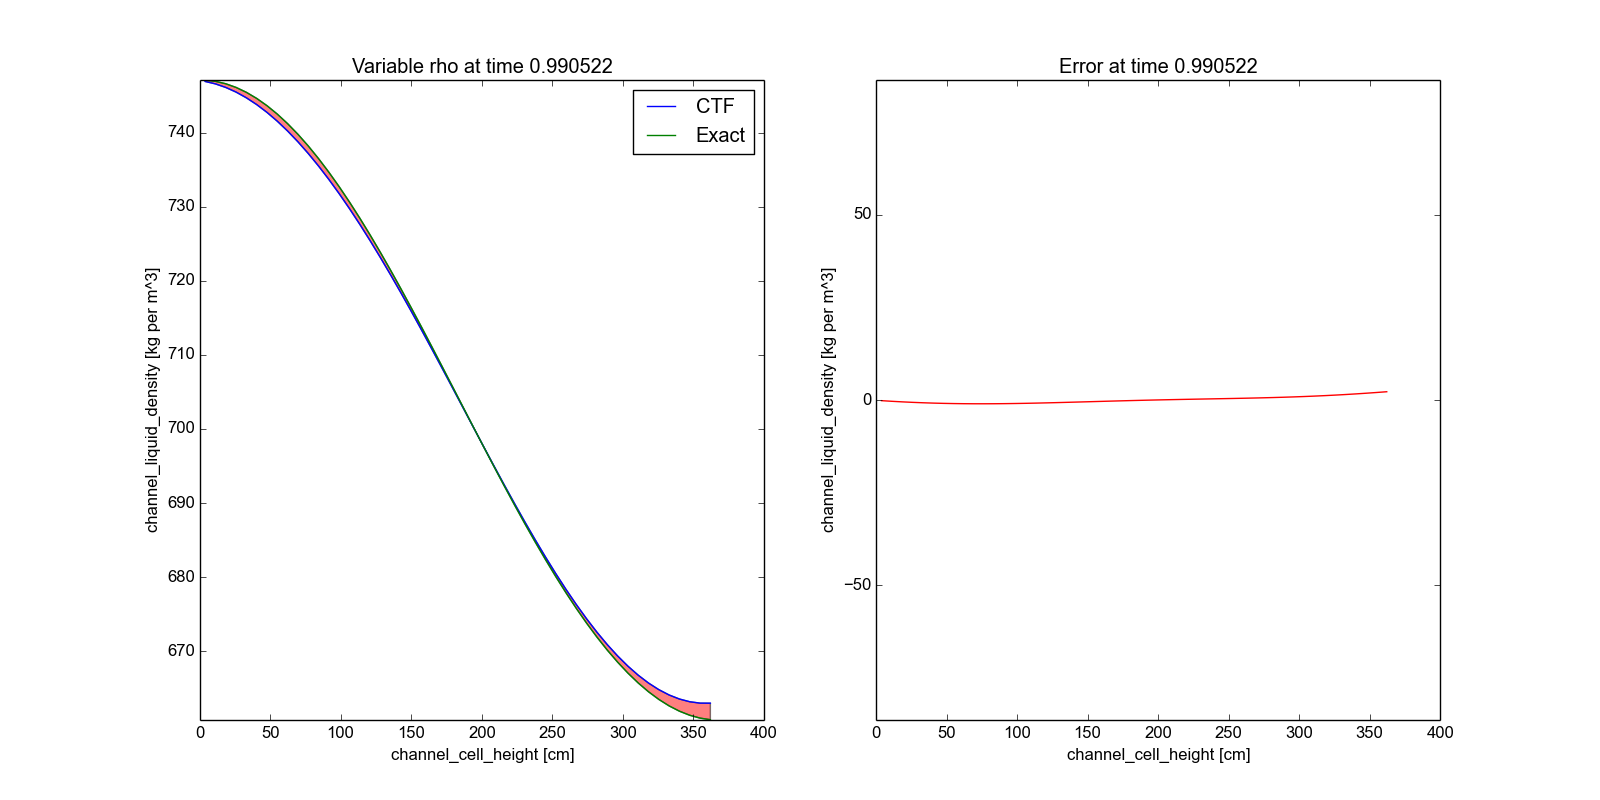 Variable rho at time 0.990522
CTF
Exact
740
730
720
710
700
690
680
670
0 50 100 150 200 250 300 350 400
channel_cell_height [cm]
channel_liquid_density [kg per m^3]
Error at time 0.990522
50
0
−50
0 50 100 150 200 250 300 350 400
channel_cell_height [cm]
channel_liquid_density [kg per m^3]